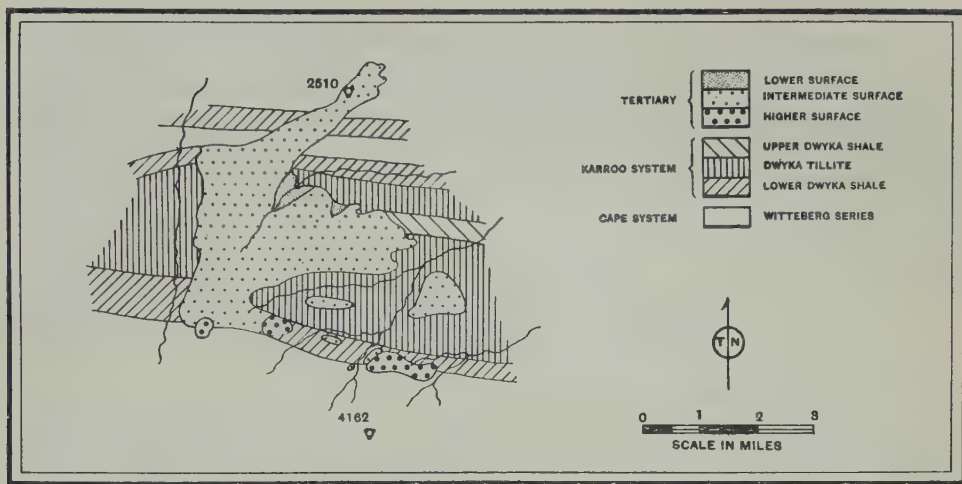 2510
4162
TERTIARY
LOWER SURFACE
INTERMEDIATE SURFACE
HIGHER SURFACE
KARROO SYSTEM
UPPER DWYKA SHALE
DWYKA TILLITE
LOWER DWYKA SHALE
CAPE SYSTEM
WITTEBERG SERIES
T N
0 1 2 3
SCALE IN MILES